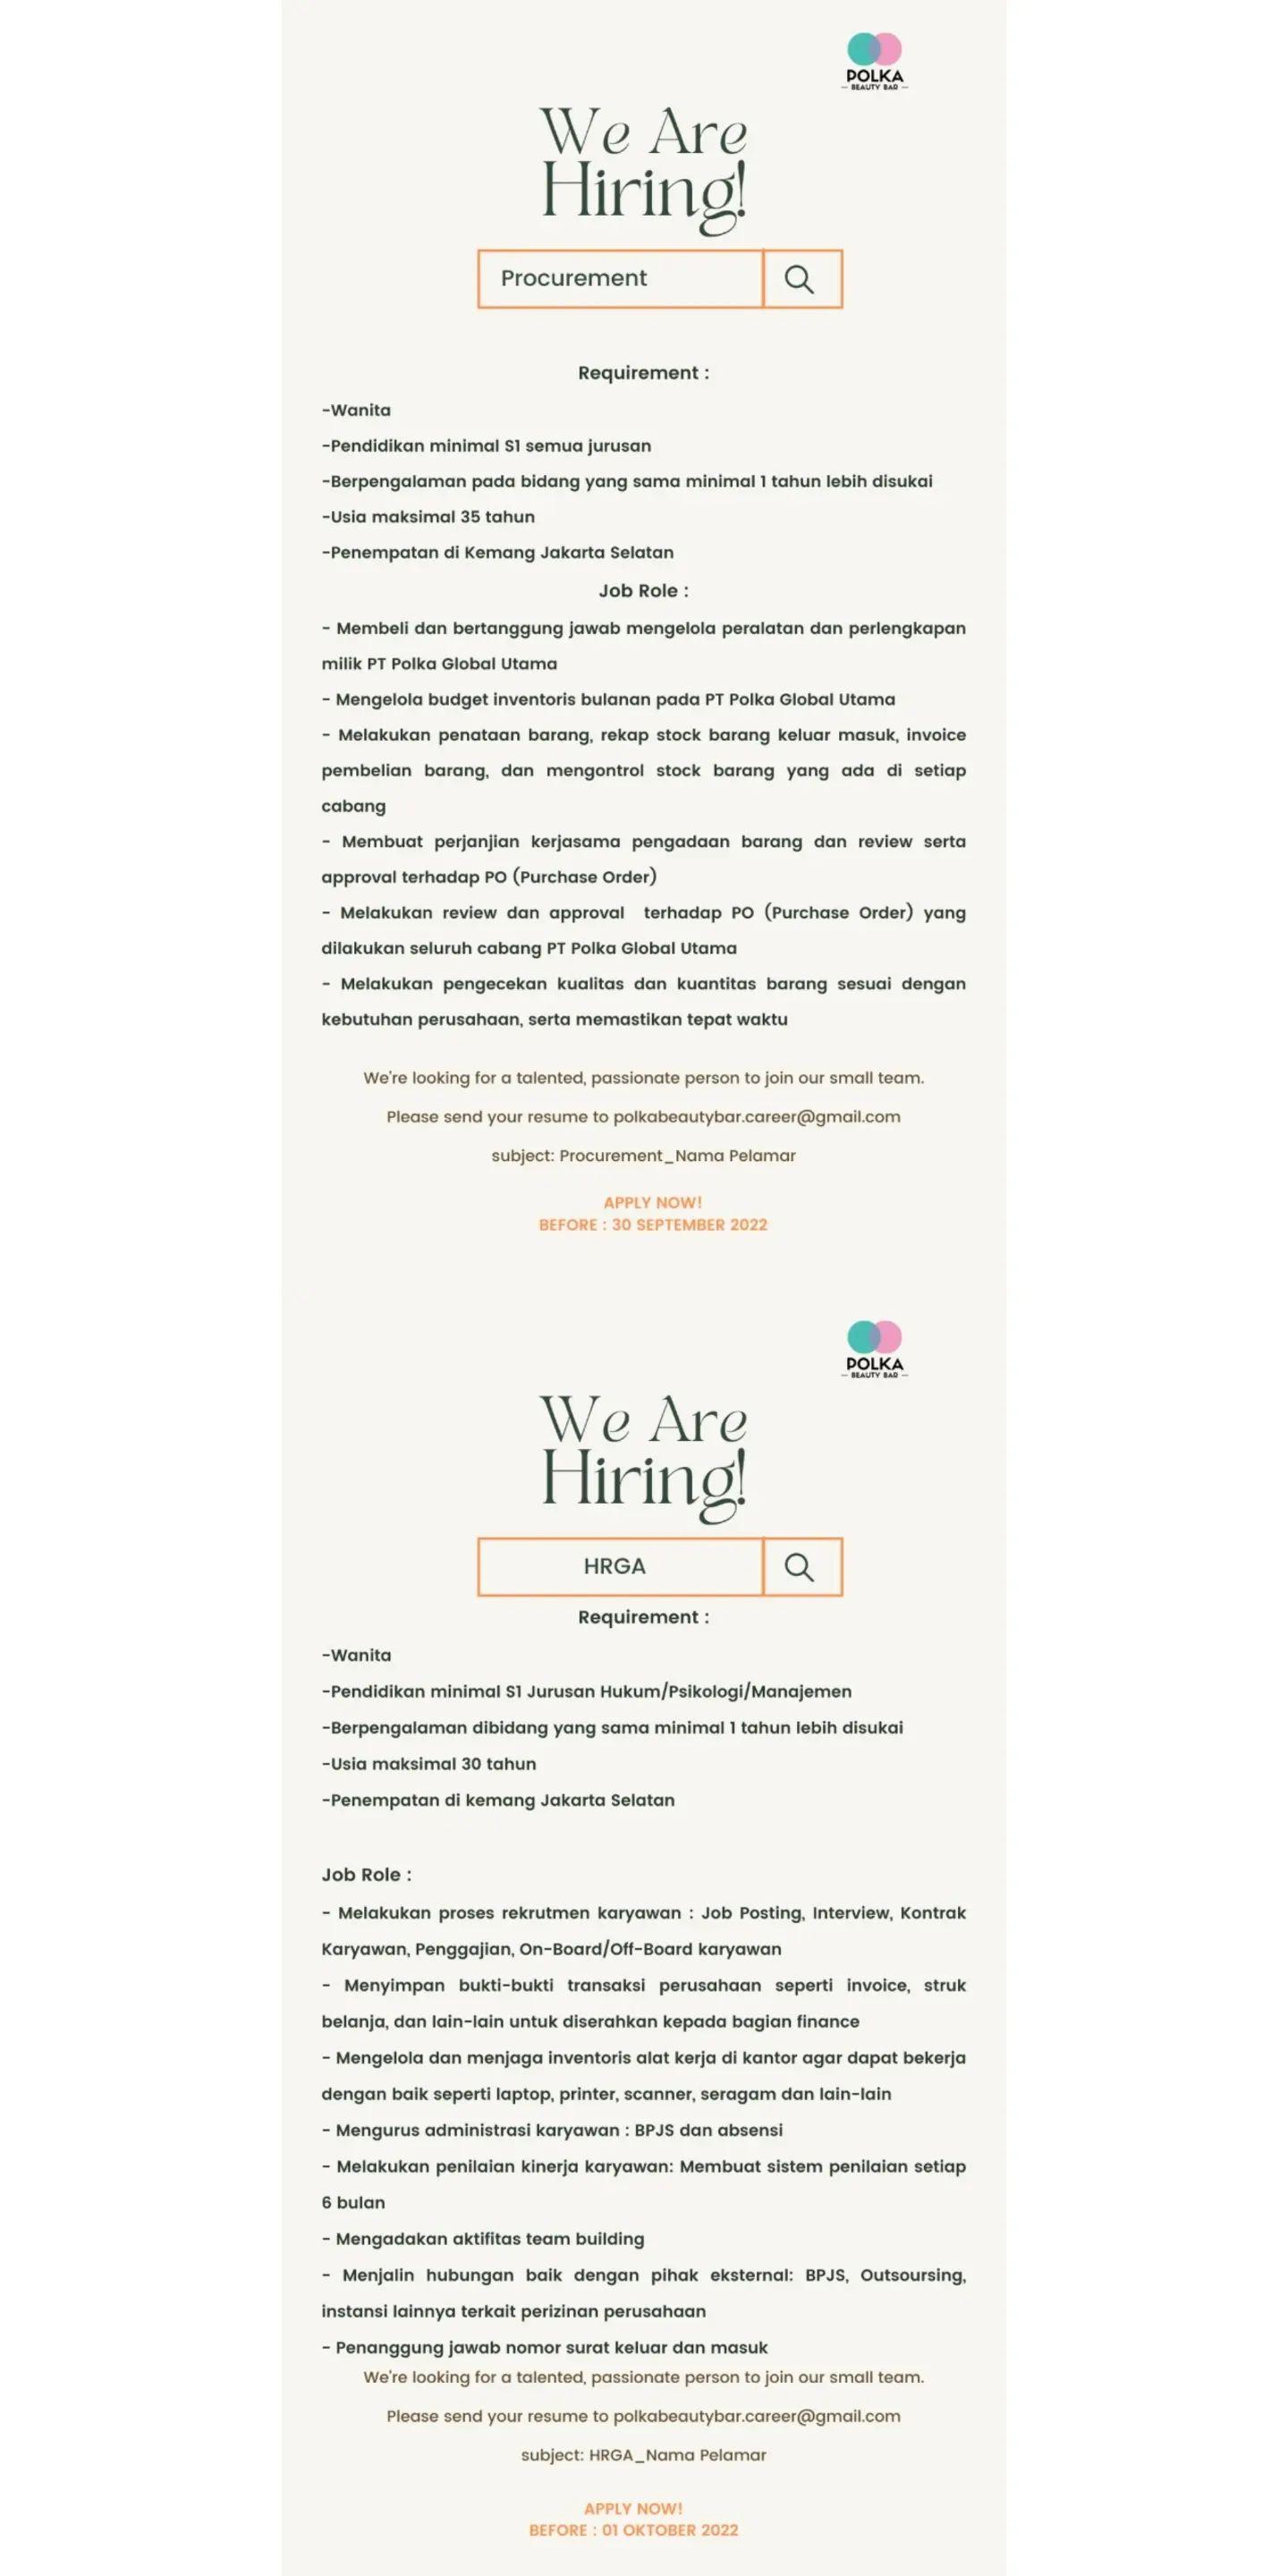 POLKA
— BEAUTY BAR —
We Are
Hiring!
Procurement
Requirement :
-Wanita
-Pendidikan minimal S1 semua jurusan
-Berpengalaman pada bidang yang sama minimal 1 tahun lebih disukai
-Usia maksimal 35 tahun
-Penempatan di Kemang Jakarta Selatan
Job Role :
- Membeli dan bertanggung jawab mengelola peralatan dan perlengkapan
milik PT Polka Global Utama
- Mengelola budget inventoris bulanan pada PT Polka Global Utama
- Melakukan penataan barang, rekap stock barang keluar masuk, invoice
pembelian barang, dan mengontrol stock barang yang ada di setiap
cabang
- Membuat perjanjian kerjasama pengadaan barang dan review serta
approval terhadap PO (Purchase Order)
- Melakukan review dan approval terhadap PO (Purchase Order) yang
dilakukan seluruh cabang PT Polka Global Utama
- Melakukan pengecekan kualitas dan kuantitas barang sesuai dengan
kebutuhan perusahaan, serta memastikan tepat waktu
We're looking for a talented, passionate person to join our small team.
Please send your resume to polkabeautybar.career@gmail.com
subject: Procurement_Nama Pelamar
APPLY NOW!
BEFORE : 30 SEPTEMBER 2022
POLKA
— BEAUTY BAR —
We Are
Hiring!
HRGA
Requirement :
-Wanita
-Pendidikan minimal S1 Jurusan Hukum/Psikologi/Manajemen
-Berpengalaman dibidang yang sama minimal 1 tahun lebih disukai
-Usia maksimal 30 tahun
-Penempatan di kemang Jakarta Selatan
Job Role :
- Melakukan proses rekrutmen karyawan : Job Posting, Interview, Kontrak
Karyawan, Penggajian, On-Board/Off-Board karyawan
- Menyimpan bukti-bukti transaksi perusahaan seperti invoice, struk
belanja, dan lain-lain untuk diserahkan kepada bagian finance
- Mengelola dan menjaga inventoris alat kerja di kantor agar dapat bekerja
dengan baik seperti laptop, printer, scanner, seragam dan lain-lain
- Mengurus administrasi karyawan : BPJS dan absensi
- Melakukan penilaian kinerja karyawan: Membuat sistem penilaian setiap
6 bulan
- Mengadakan aktifitas team building
- Menjalin hubungan baik dengan pihak eksternal: BPJS, Outsoursing,
instansi lainnya terkait perizinan perusahaan
- Penanggung jawab nomor surat keluar dan masuk
We're looking for a talented, passionate person to join our small team.
Please send your resume to polkabeautybar.career@gmail.com
subject: HRGA_Nama Pelamar
APPLY NOW!
BEFORE : 01 OKTOBER 2022